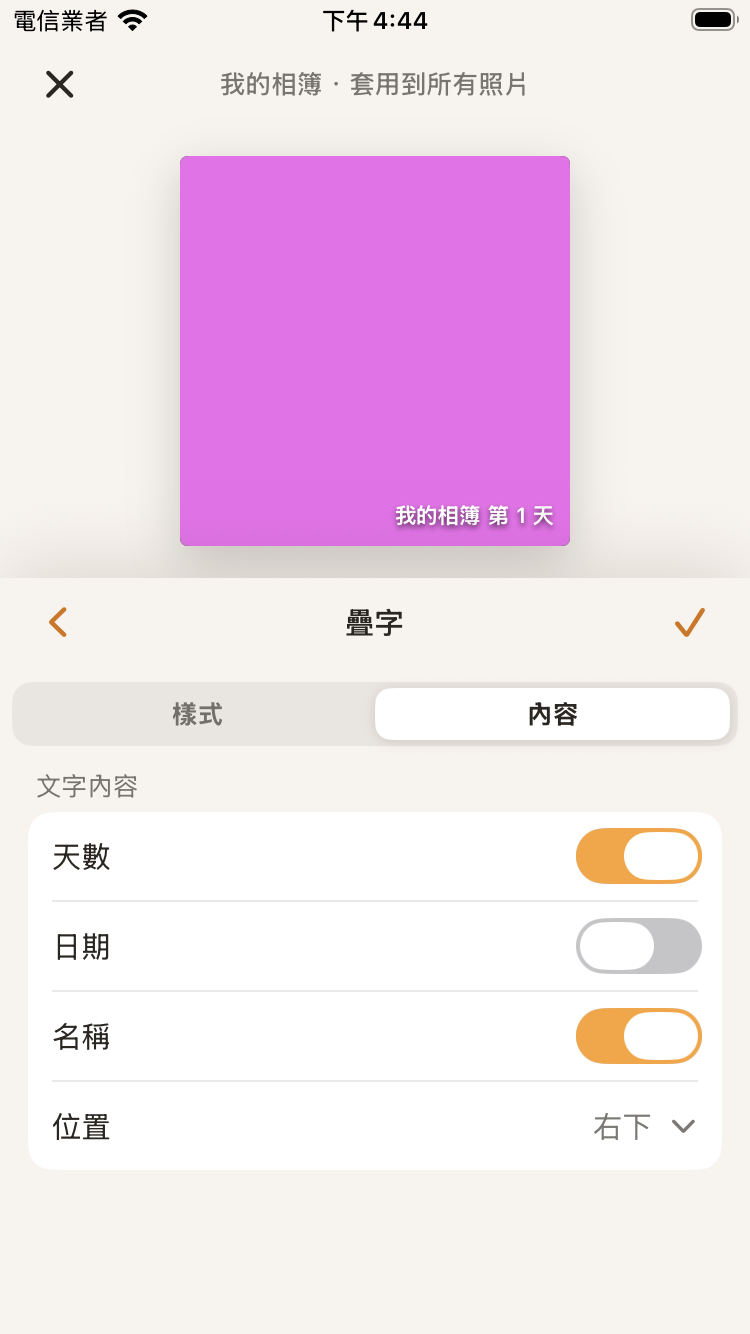 電信業者 下午4:44
我的相簿 · 套用到所有照片
我的相簿 第 1 天
疊字
樣式 內容
文字內容
天數
日期
名稱
位置 右下